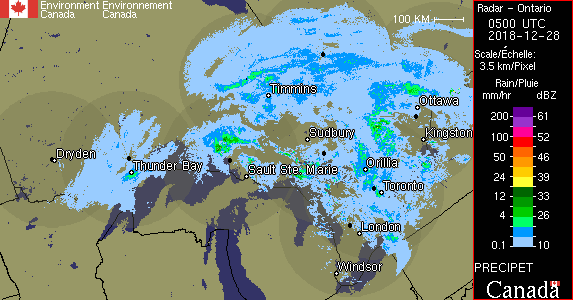 Environment Environnement
Canada Canada
100 KM
Timmins
Ottawa
Sudbury
Kingston
Dryden
Thunder Bay
Sault Ste. Marie
Orillia
Toronto
London
Windsor
Radar - Ontario
0500 UTC
2018-12-28
Scale/Échelle:
3.5 km/Pixel
Rain/Pluie
mm/hr dBZ
200 61
100 52
50 46
24 39
12 33
4 26
0.1 10
PRECIPET
Canada